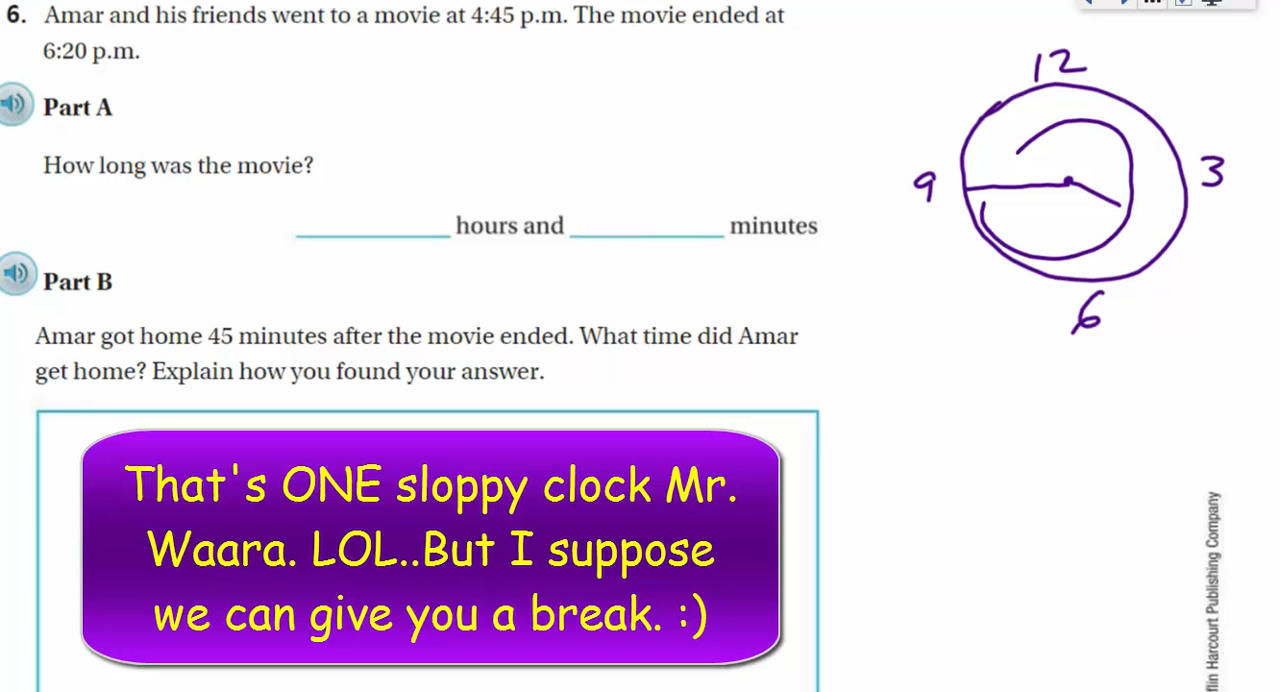 6. Amar and his friends went to a movie at 4:45 p.m. The movie ended at
6:20 p.m.
Part A
How long was the movie?
____________ hours and ____________ minutes
Part B
Amar got home 45 minutes after the movie ended. What time did Amar
get home? Explain how you found your answer.
That's ONE sloppy clock Mr.
Waara. LOL..But I suppose
we can give you a break. :)
12
9
3
6
flin Harcourt Publishing Company